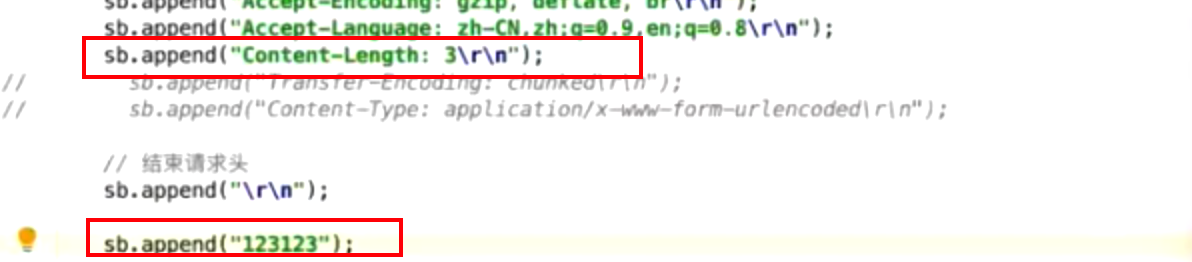 sb.append("Accept-Encoding: gzip, deflate, br\r\n");
sb.append("Accept-Language: zh-CN,zh;q=0.9,en;q=0.8\r\n");
sb.append("Content-Length: 3\r\n");
// sb.append("Transfer-Encoding: chunked\r\n");
// sb.append("Content-Type: application/x-www-form-urlencoded\r\n");
// 结束请求头
sb.append("\r\n");
sb.append("123123");